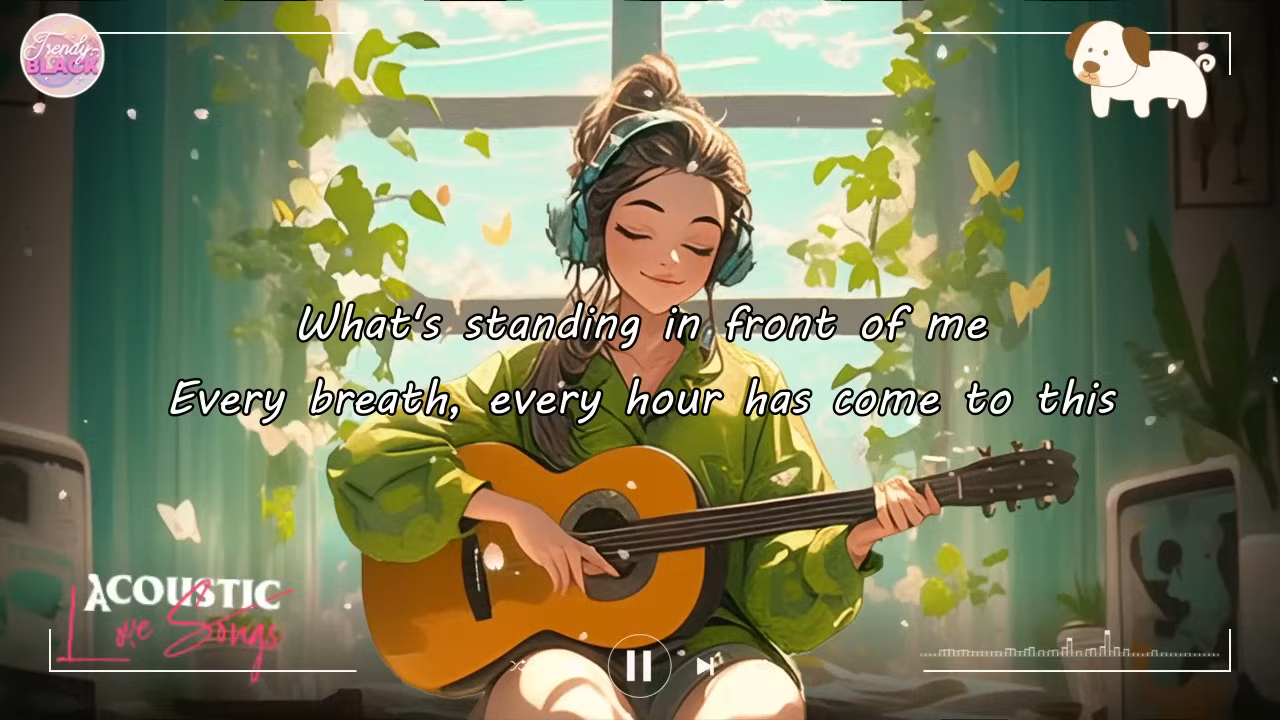 Trendy
BLACK
What's standing in front of me
Every breath, every hour has come to this
ACOUSTIC
Love Songs